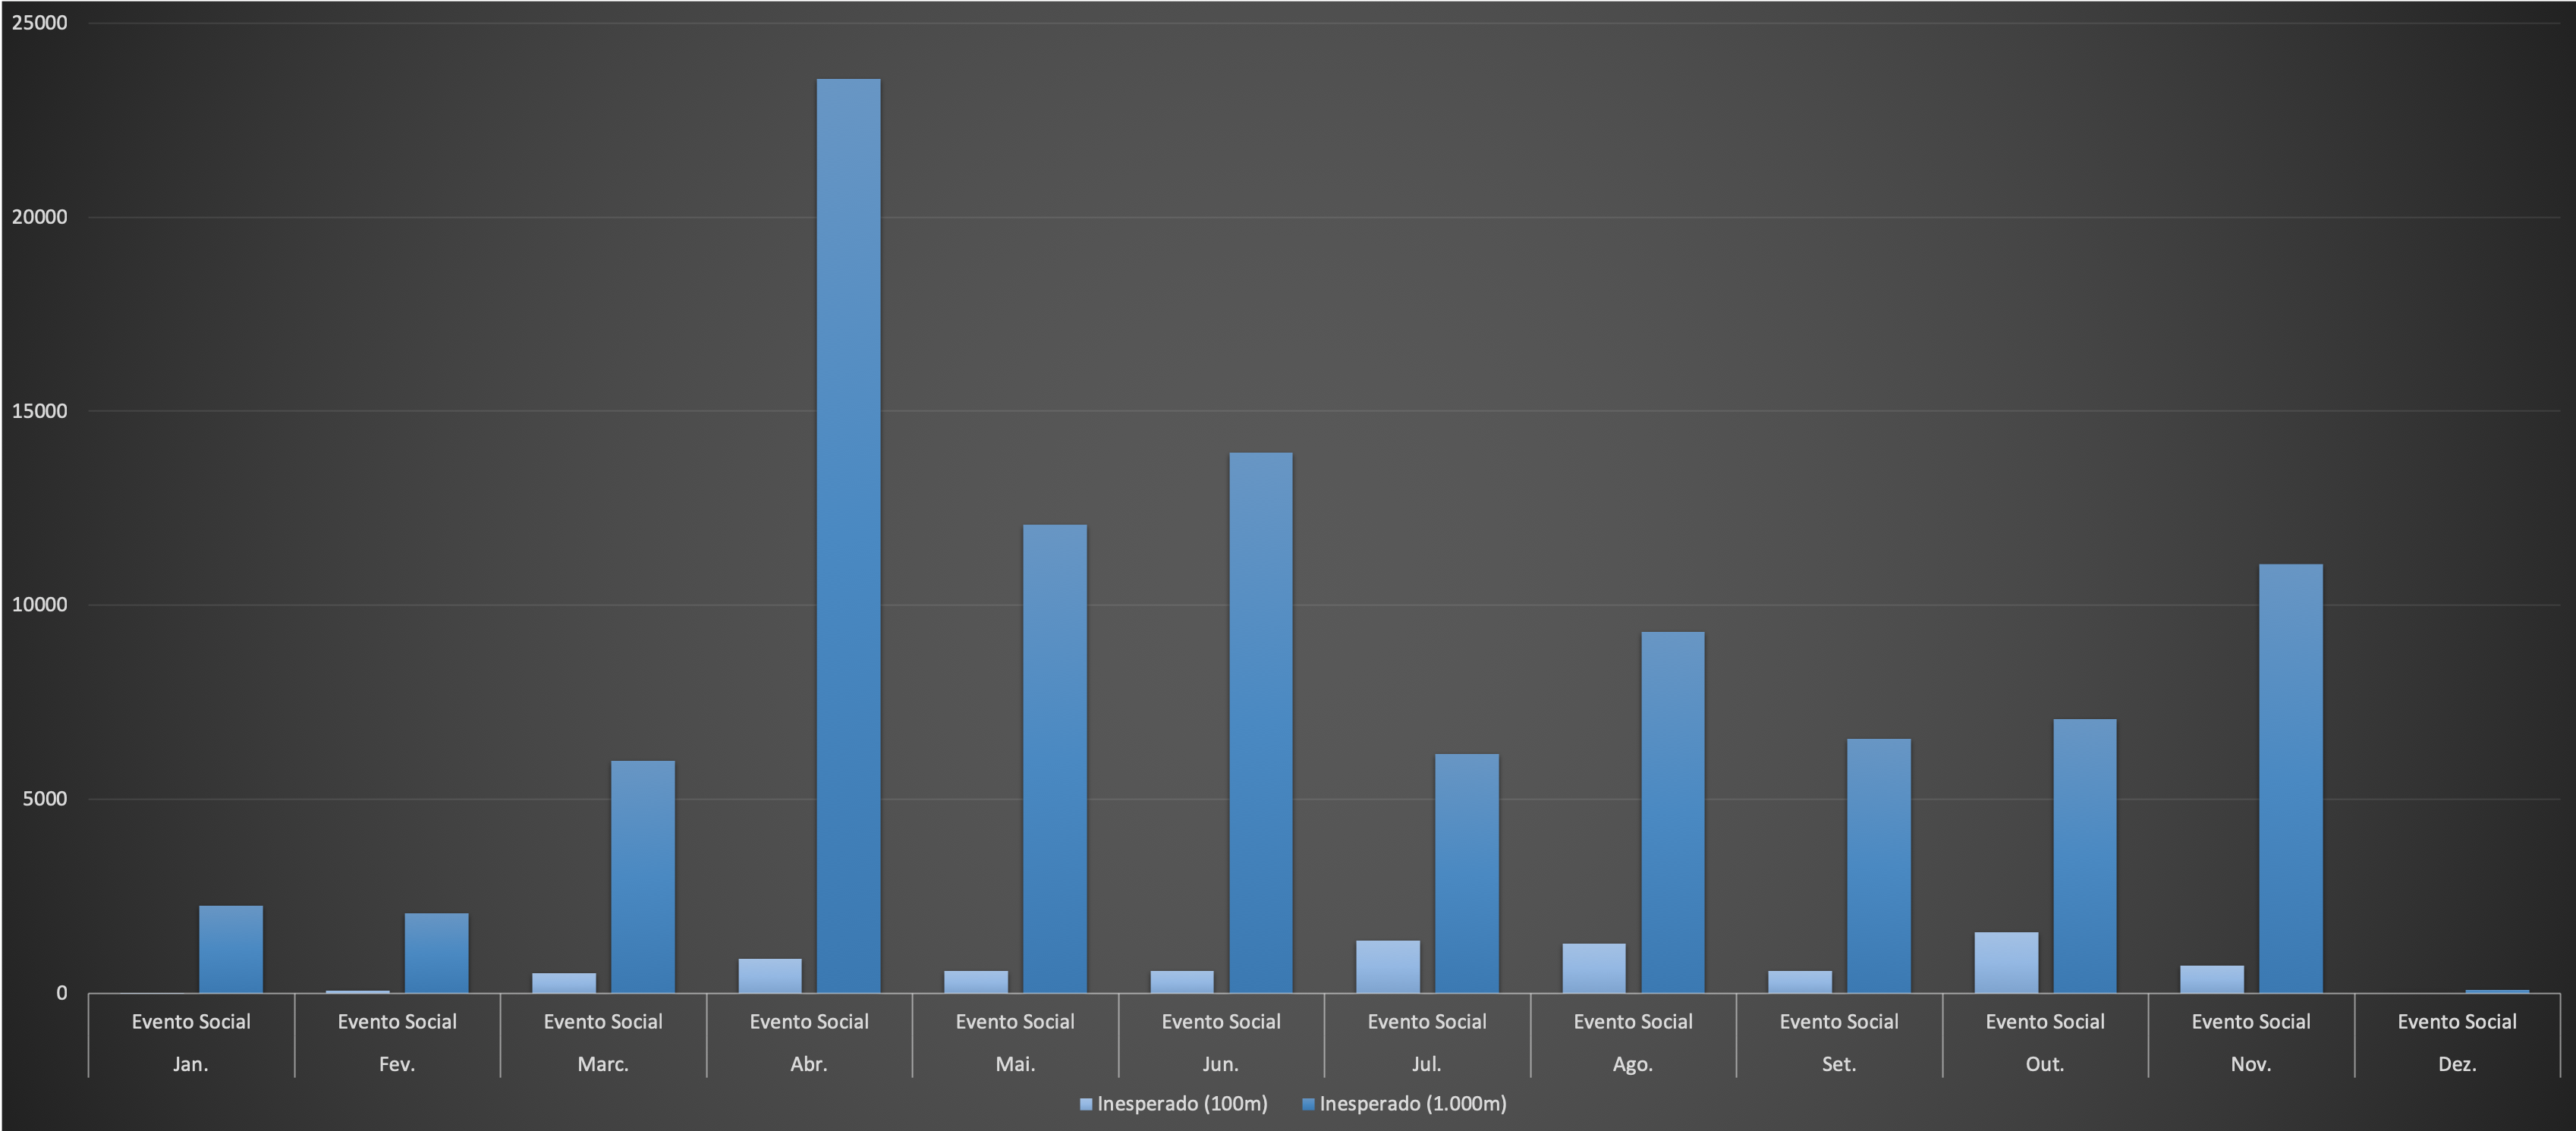 25000
20000
15000
10000
5000
0
Evento Social Evento Social Evento Social Evento Social Evento Social Evento Social Evento Social Evento Social Evento Social Evento Social Evento Social Evento Social
Jan. Fev. Marc. Abr. Mai. Jun. Jul. Ago. Set. Out. Nov. Dez.
Inesperado (100m) Inesperado (1.000m)